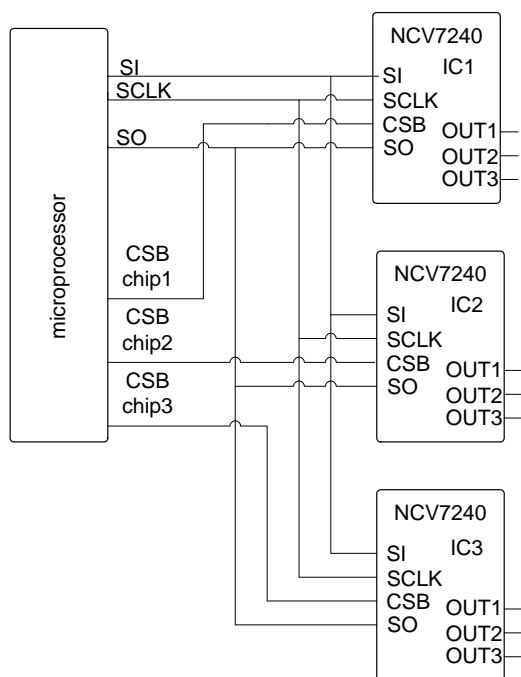 microprocessor
SI
SCLK
SO
CSB
chip1
CSB
chip2
CSB
chip3
NCV7240
IC1
SI
SCLK
CSB
SO
OUT1
OUT2
OUT3
NCV7240
IC2
SI
SCLK
CSB
SO
OUT1
OUT2
OUT3
NCV7240
IC3
SI
SCLK
CSB
SO
OUT1
OUT2
OUT3